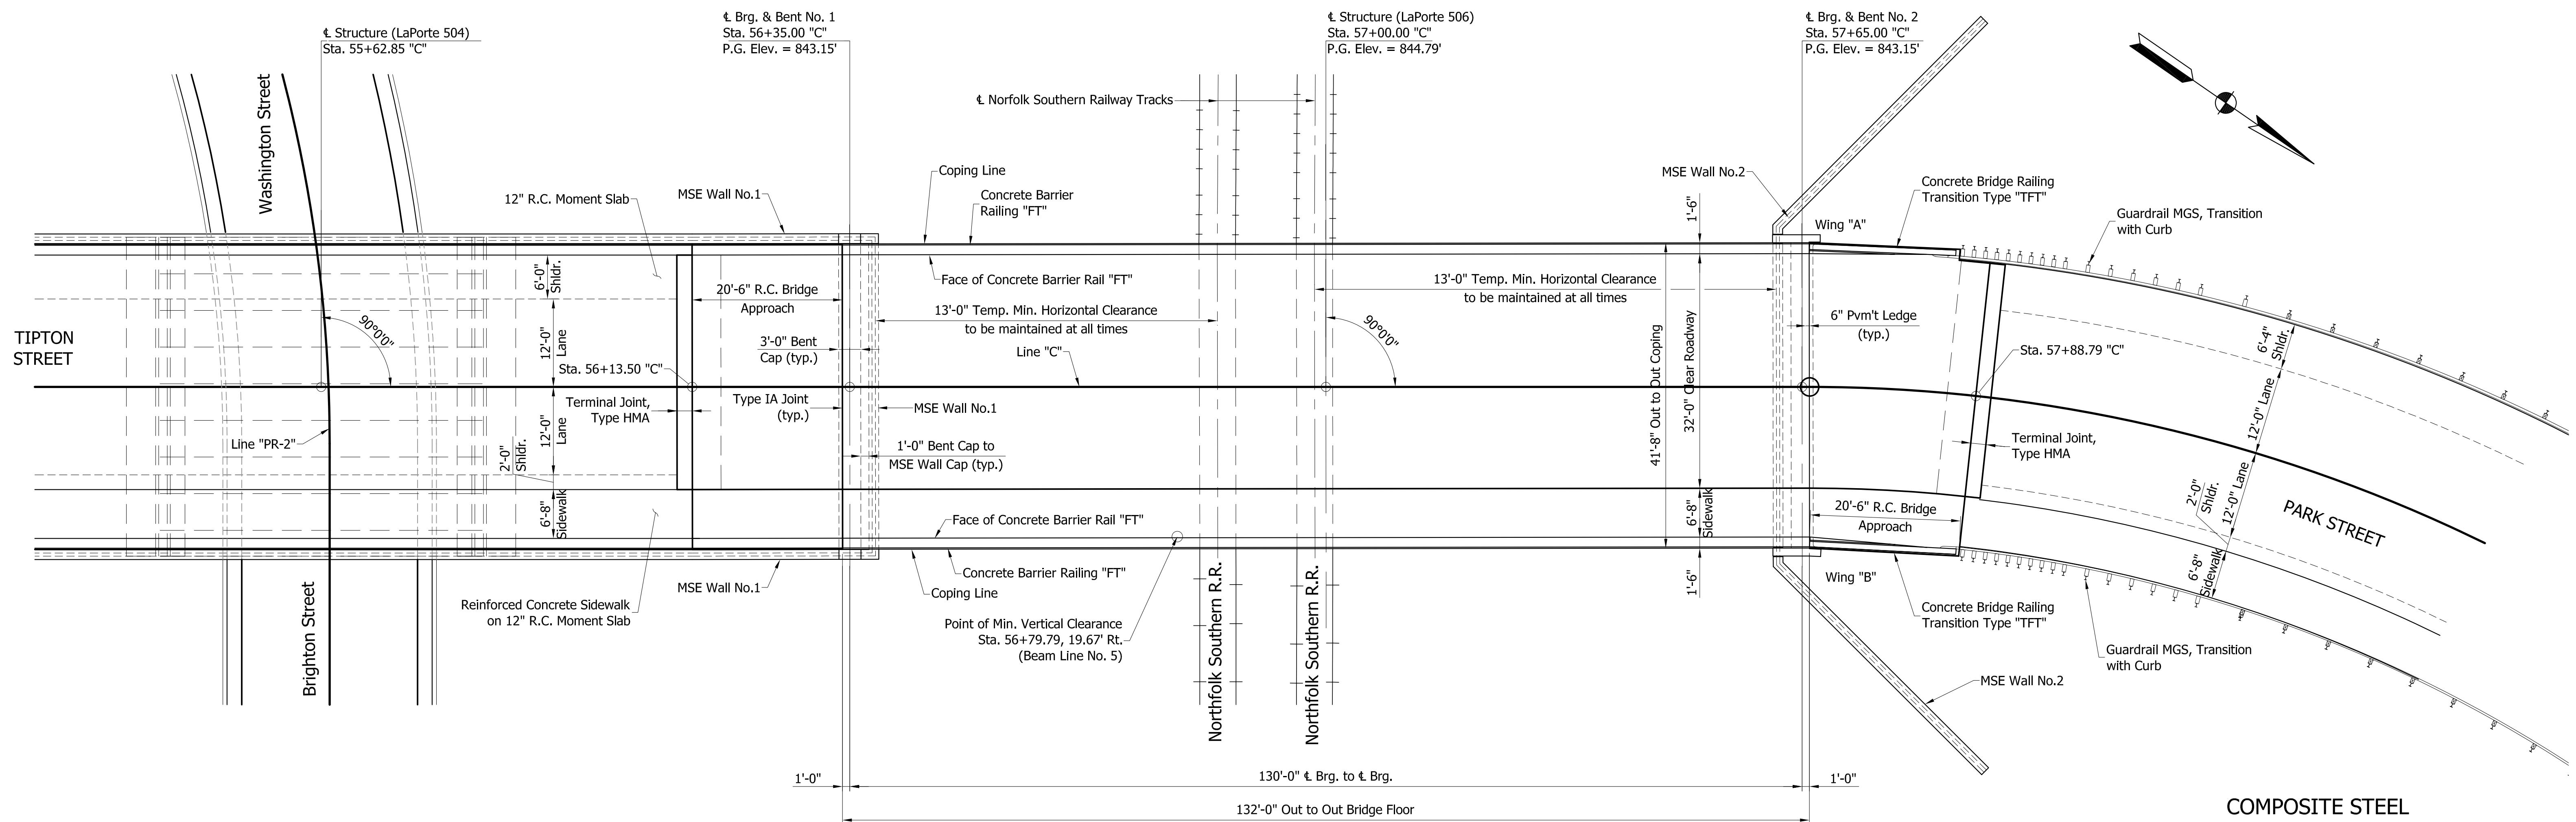 ℄ Structure (LaPorte 504)
Sta. 55+62.85 "C"
℄ Brg. & Bent No. 1
Sta. 56+35.00 "C"
P.G. Elev. = 843.15'
℄ Structure (LaPorte 506)
Sta. 57+00.00 "C"
P.G. Elev. = 844.79'
℄ Brg. & Bent No. 2
Sta. 57+65.00 "C"
P.G. Elev. = 843.15'
Washington Street
℄ Norfolk Southern Railway Tracks
12" R.C. Moment Slab
MSE Wall No.1
Coping Line
Concrete Barrier
Railing "FT"
MSE Wall No.2
1'-6"
Wing "A"
Concrete Bridge Railing
Transition Type "TFT"
Guardrail MGS, Transition
with Curb
6'-0"
Shldr.
20'-6" R.C. Bridge
Approach
Face of Concrete Barrier Rail "FT"
13'-0" Temp. Min. Horizontal Clearance
to be maintained at all times
13'-0" Temp. Min. Horizontal Clearance
to be maintained at all times
90°0'0"
90°0'0"
TIPTON
STREET
12'-0"
Lane
3'-0" Bent
Cap (typ.)
Line "C"
Sta. 56+13.50 "C"
41'-8" Out to Out Coping
32'-0" Clear Roadway
6" Pvm't Ledge
(typ.)
Sta. 57+88.79 "C"
6'-4"
Shldr.
12'-0" Lane
Terminal Joint,
Type HMA
Type IA Joint
(typ.)
MSE Wall No.1
Line "PR-2"
12'-0"
Lane
2'-0"
Shldr.
1'-0" Bent Cap to
MSE Wall Cap (typ.)
Terminal Joint,
Type HMA
12'-0" Lane
2'-0"
Shldr.
PARK STREET
6'-8"
Sidewalk
Face of Concrete Barrier Rail "FT"
6'-8"
Sidewalk
20'-6" R.C. Bridge
Approach
6'-8"
Sidewalk
Brighton Street
Reinforced Concrete Sidewalk
on 12" R.C. Moment Slab
MSE Wall No.1
Concrete Barrier Railing "FT"
Coping Line
Point of Min. Vertical Clearance
Sta. 56+79.79, 19.67' Rt.
(Beam Line No. 5)
Northfolk Southern R.R.
Northfolk Southern R.R.
1'-6"
Wing "B"
Concrete Bridge Railing
Transition Type "TFT"
Guardrail MGS, Transition
with Curb
MSE Wall No.2
1'-0"
130'-0" ℄ Brg. to ℄ Brg.
1'-0"
132'-0" Out to Out Bridge Floor
COMPOSITE STEEL